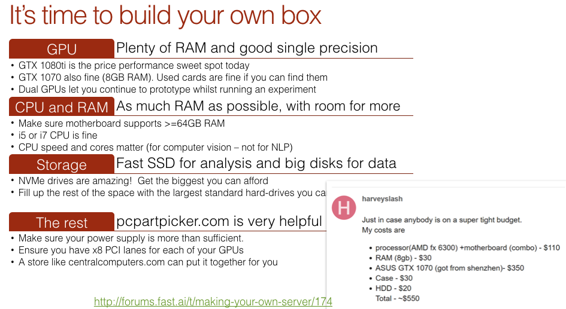 It's time to build your own box
GPU Plenty of RAM and good single precision
• GTX 1080ti is the price performance sweet spot today
• GTX 1070 also fine (8GB RAM). Used cards are fine if you can find them
• Dual GPUs let you continue to prototype whilst running an experiment
CPU and RAM As much RAM as possible, with room for more
• Make sure motherboard supports >=64GB RAM
• i5 or i7 CPU is fine
• CPU speed and cores matter (for computer vision – not for NLP)
Storage Fast SSD for analysis and big disks for data
• NVMe drives are amazing! Get the biggest you can afford
• Fill up the rest of the space with the largest standard hard-drives you ca
The rest pcpartpicker.com is very helpful
• Make sure your power supply is more than sufficient.
• Ensure you have x8 PCI lanes for each of your GPUs
• A store like centralcomputers.com can put it together for you
http://forums.fast.ai/t/making-your-own-server/174
H harveyslash
Just in case anybody is on a super tight budget.
My costs are
• processor(AMD fx 6300) +motherboard (combo) - $110
• RAM (8gb) - $30
• ASUS GTX 1070 (got from shenzhen)- $350
• Case - $30
• HDD - $20
Total - ~$550